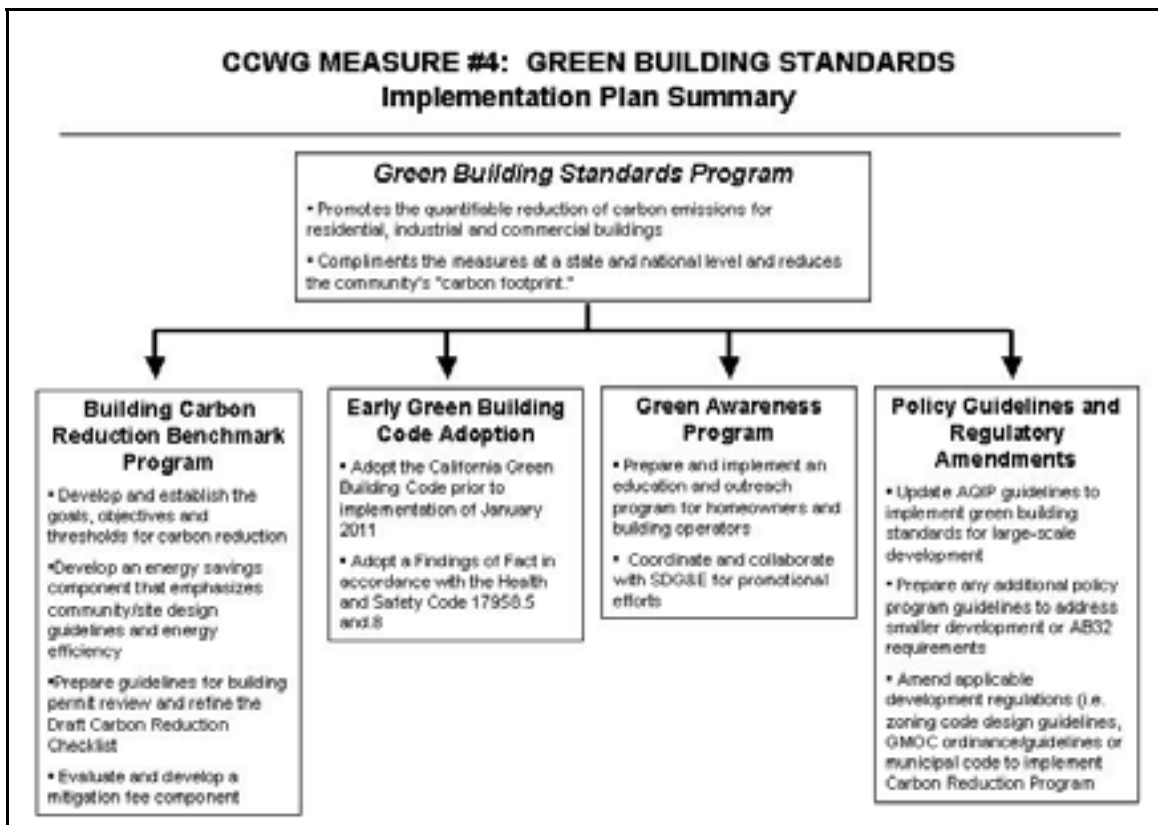 CCWG MEASURE #4: GREEN BUILDING STANDARDS
Implementation Plan Summary
Green Building Standards Program
▪ Promotes the quantifiable reduction of carbon emissions for
residential, industrial and commercial buildings
▪ Compliments the measures at a state and national level and reduces
the community's "carbon footprint."
Building Carbon
Reduction Benchmark
Program
▪ Develop and establish the
goals, objectives and
thresholds for carbon reduction
▪Develop an energy savings
component that emphasizes
community/site design
guidelines and energy
efficiency
▪Prepare guidelines for building
permit review and refine the
Draft Carbon Reduction
Checklist
▪ Evaluate and develop a
mitigation fee component
Early Green Building
Code Adoption
▪ Adopt the California Green
Building Code prior to
implementation of January
2011
▪ Adopt a Findings of Fact in
accordance with the Health
and Safety Code 17958.5
and.8
Green Awareness
Program
▪ Prepare and implement an
education and outreach
program for homeowners and
building operators
▪ Coordinate and collaborate
with SDG&E for promotional
efforts
Policy Guidelines and
Regulatory
Amendments
▪ Update AQIP guidelines to
implement green building
standards for large-scale
development
▪ Prepare any additional policy
program guidelines to address
smaller development or AB32
requirements
▪ Amend applicable
development regulations (i.e.
zoning code design guidelines,
GMOC ordinance/guidelines or
municipal code to implement
Carbon Reduction Program